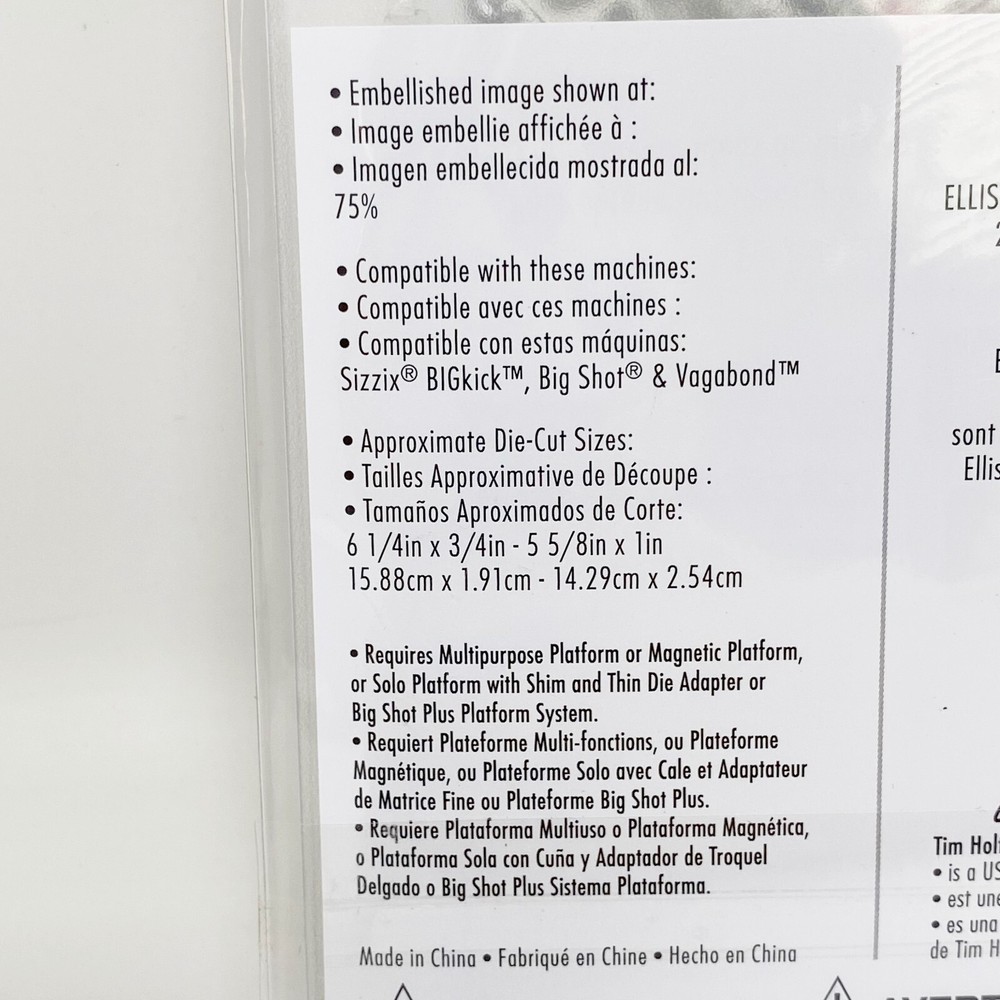 • Embellished image shown at:
• Image embellie affichée à :
• Imagen embellecida mostrada al:
75%
• Compatible with these machines:
• Compatible avec ces machines :
• Compatible con estas máquinas:
Sizzix® BIGkick™, Big Shot® & Vagabond™
• Approximate Die-Cut Sizes:
• Tailles Approximative de Découpe :
• Tamaños Aproximados de Corte:
6 1/4in x 3/4in - 5 5/8in x 1in
15.88cm x 1.91cm - 14.29cm x 2.54cm
• Requires Multipurpose Platform or Magnetic Platform,
or Solo Platform with Shim and Thin Die Adapter or
Big Shot Plus Platform System.
• Requiert Plateforme Multi-fonctions, ou Plateforme
Magnétique, ou Plateforme Solo avec Cale et Adaptateur
de Matrice Fine ou Plateforme Big Shot Plus.
• Requiere Plataforma Multiuso o Plataforma Magnética,
o Plataforma Sola con Cuña y Adaptador de Troquel
Delgado o Big Shot Plus Sistema Plataforma.
Made in China • Fabriqué en Chine • Hecho en China
ELLIS
sont
Ellis
Tim Hol
• is a US
• est une
• es una
de Tim H